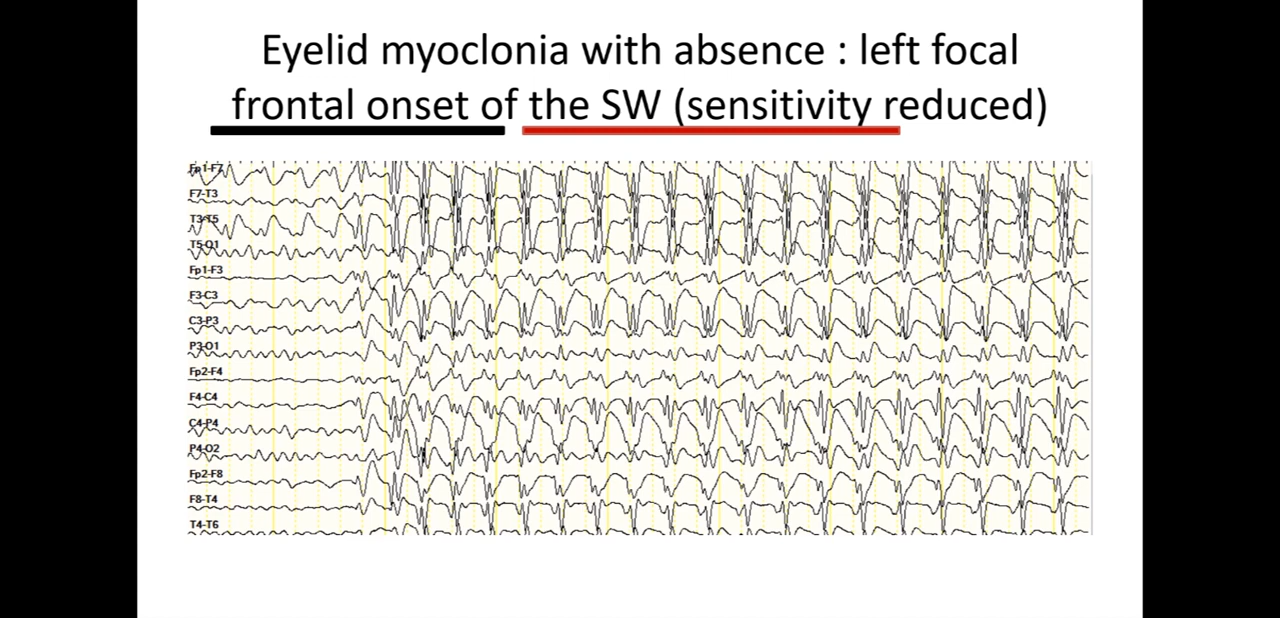 Eyelid myoclonia with absence : left focal
frontal onset of the SW (sensitivity reduced)
Fp1-F7
F7-T3
T3-T5
T5-O1
Fp1-F3
F3-C3
C3-P3
P3-O1
Fp2-F4
F4-C4
C4-P4
P4-O2
Fp2-F8
F8-T4
T4-T6